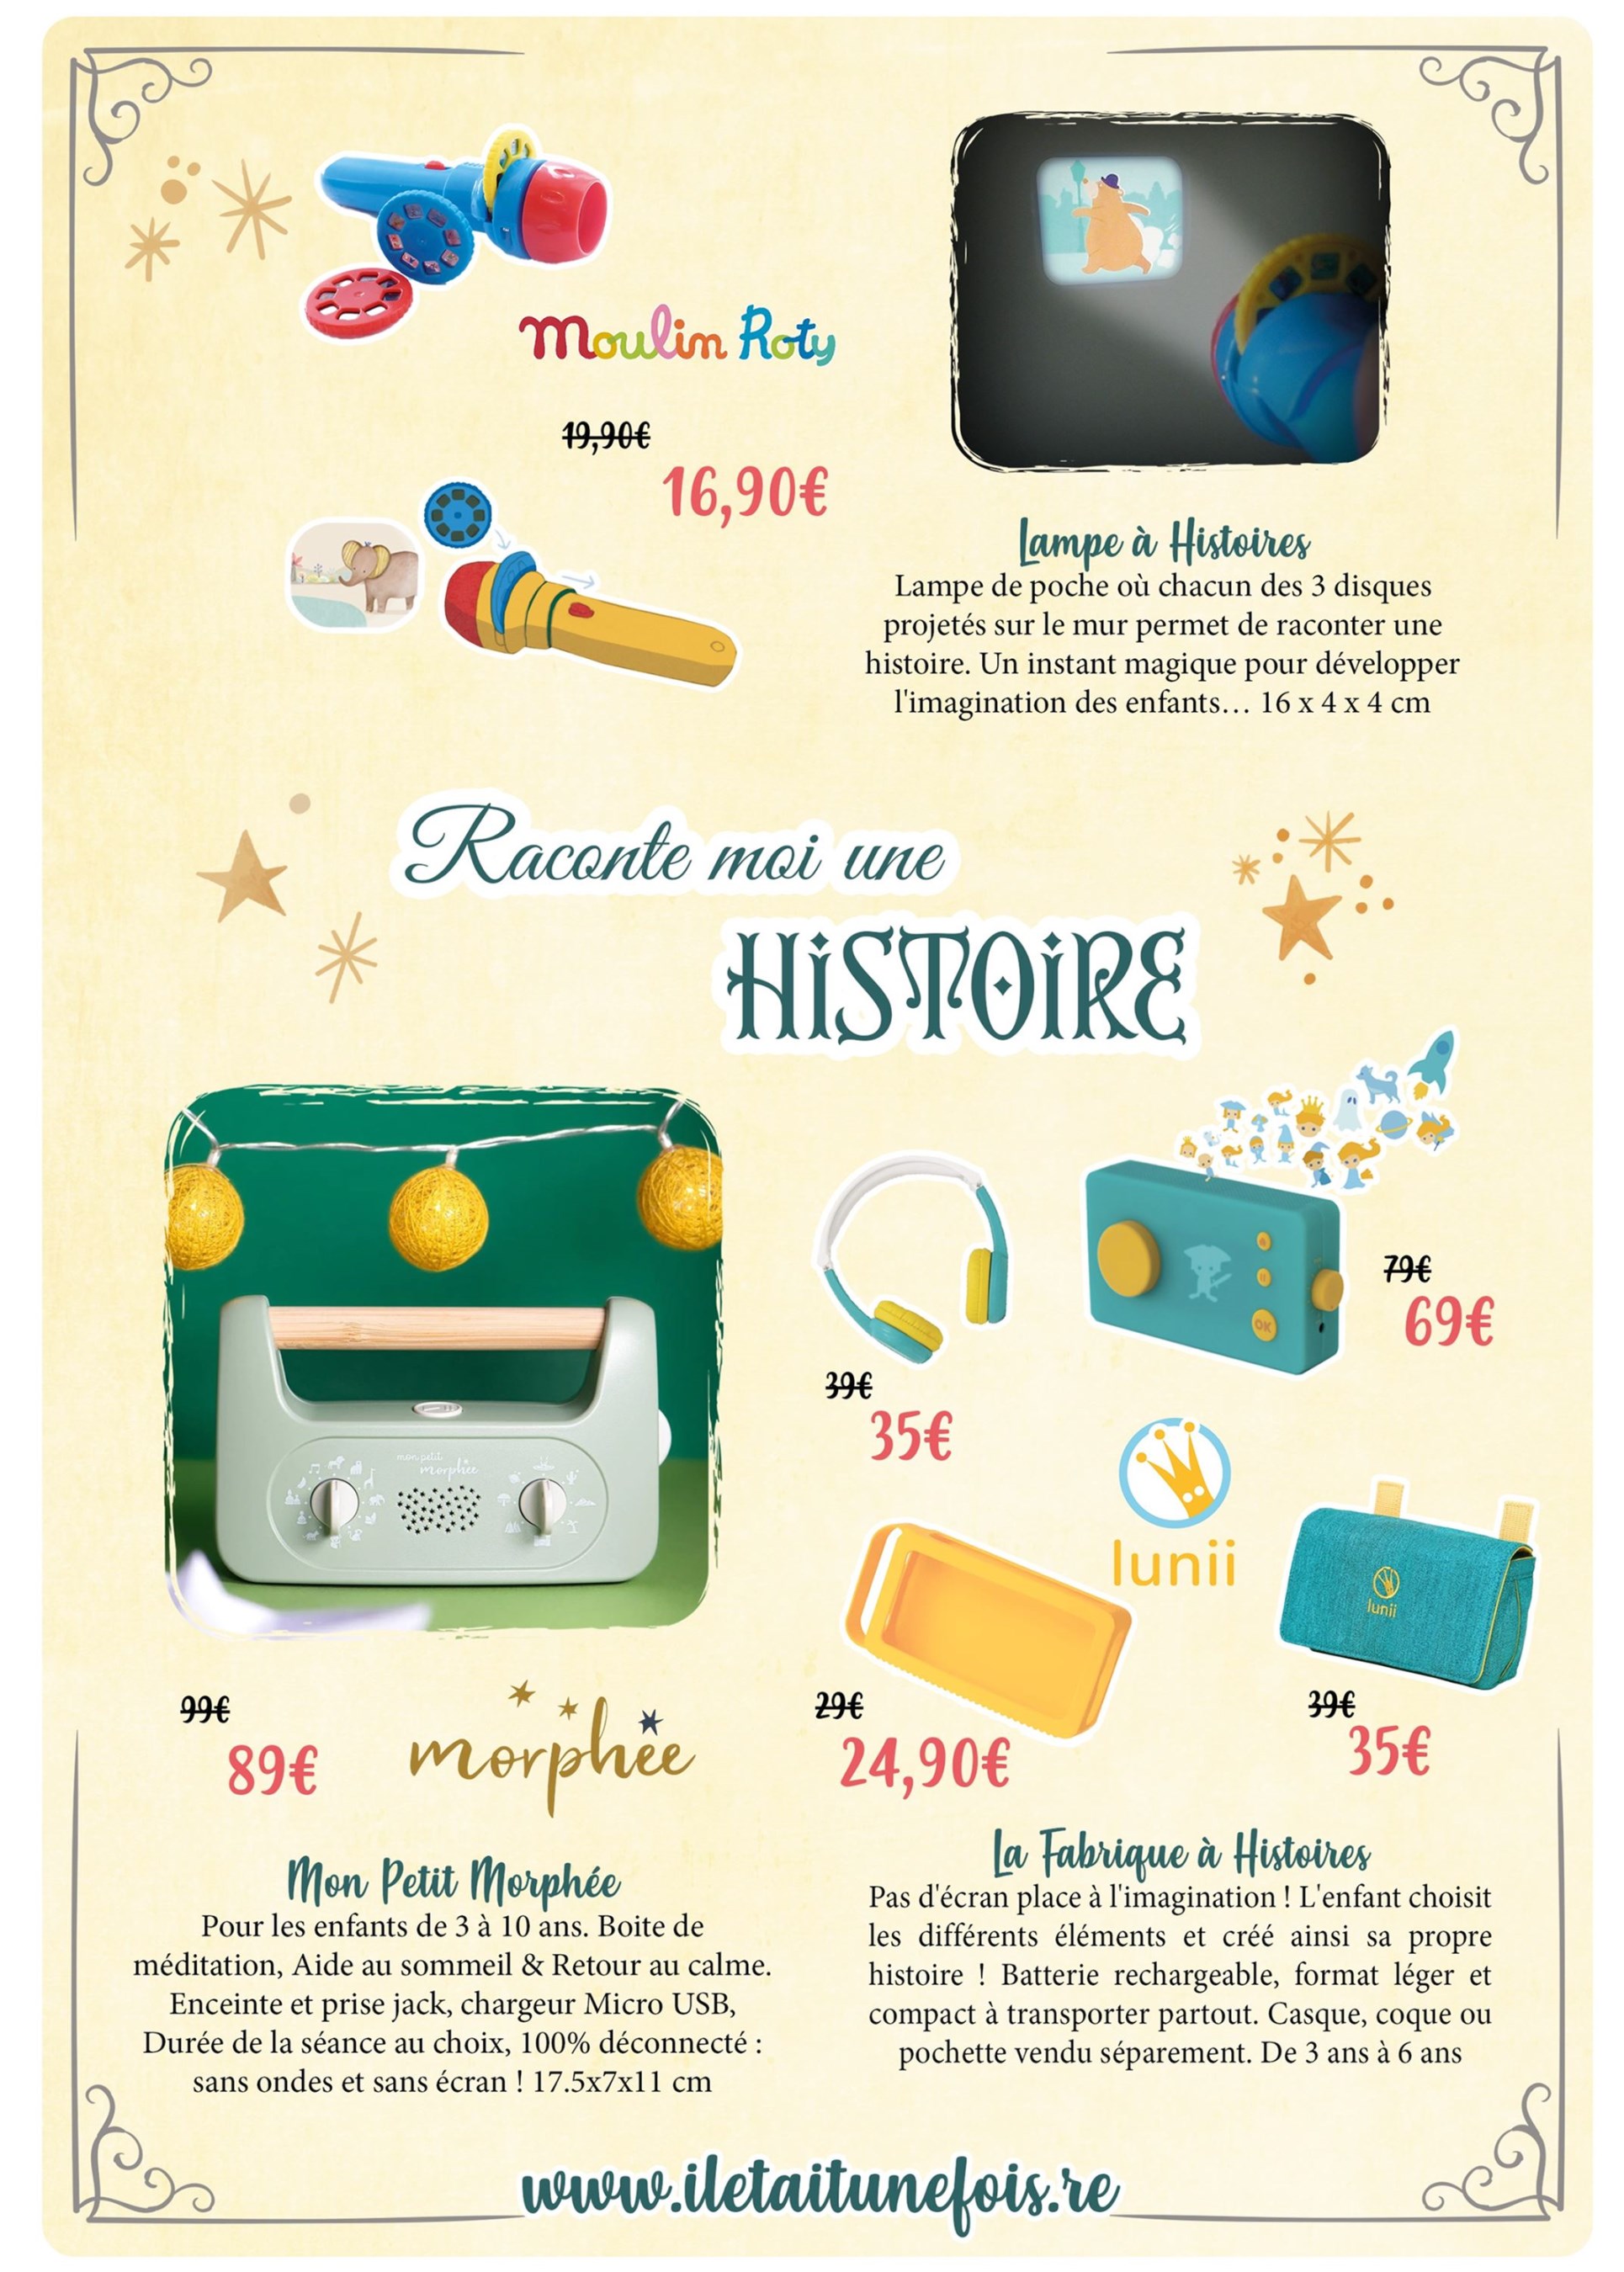 Moulin Roty
19,90€
16,90€
Lampe à Histoires
Lampe de poche où chacun des 3 disques
projetés sur le mur permet de raconter une
histoire. Un instant magique pour développer
l'imagination des enfants… 16 x 4 x 4 cm
Raconte moi une
HiSTOiRE
mon petit
morphée
OK
79€
69€
39€
35€
lunii
lunii
99€
89€
morphée
29€
24,90€
39€
35€
Mon Petit Morphée
Pour les enfants de 3 à 10 ans. Boite de
méditation, Aide au sommeil & Retour au calme.
Enceinte et prise jack, chargeur Micro USB,
Durée de la séance au choix, 100% déconnecté :
sans ondes et sans écran ! 17.5x7x11 cm
La Fabrique à Histoires
Pas d'écran place à l'imagination ! L'enfant choisit
les différents éléments et créé ainsi sa propre
histoire ! Batterie rechargeable, format léger et
compact à transporter partout. Casque, coque ou
pochette vendu séparement. De 3 ans à 6 ans
www.iletaitunefois.re